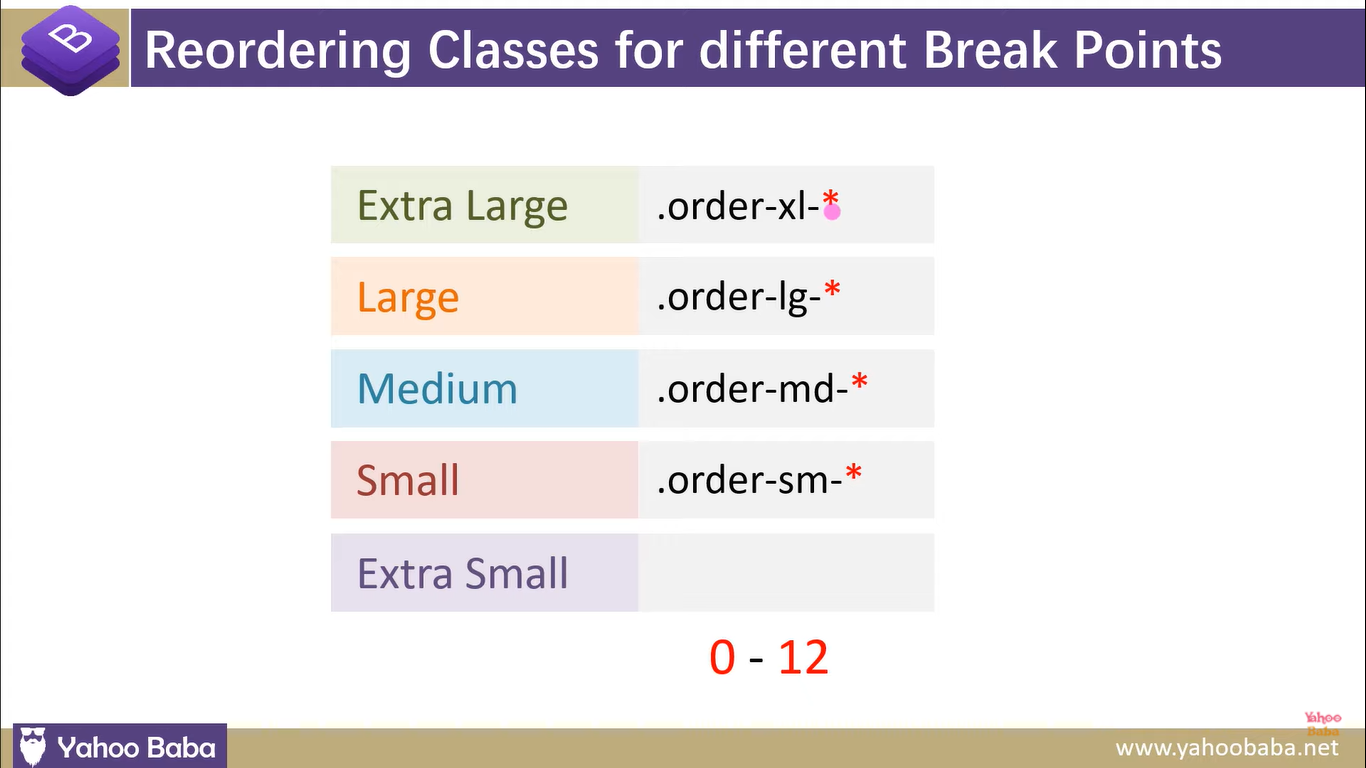 B
Reordering Classes for different Break Points
Extra Large .order-xl-*
Large .order-lg-*
Medium .order-md-*
Small .order-sm-*
Extra Small
0 - 12
Yahoo
Baba
Yahoo Baba
www.yahoobaba.net